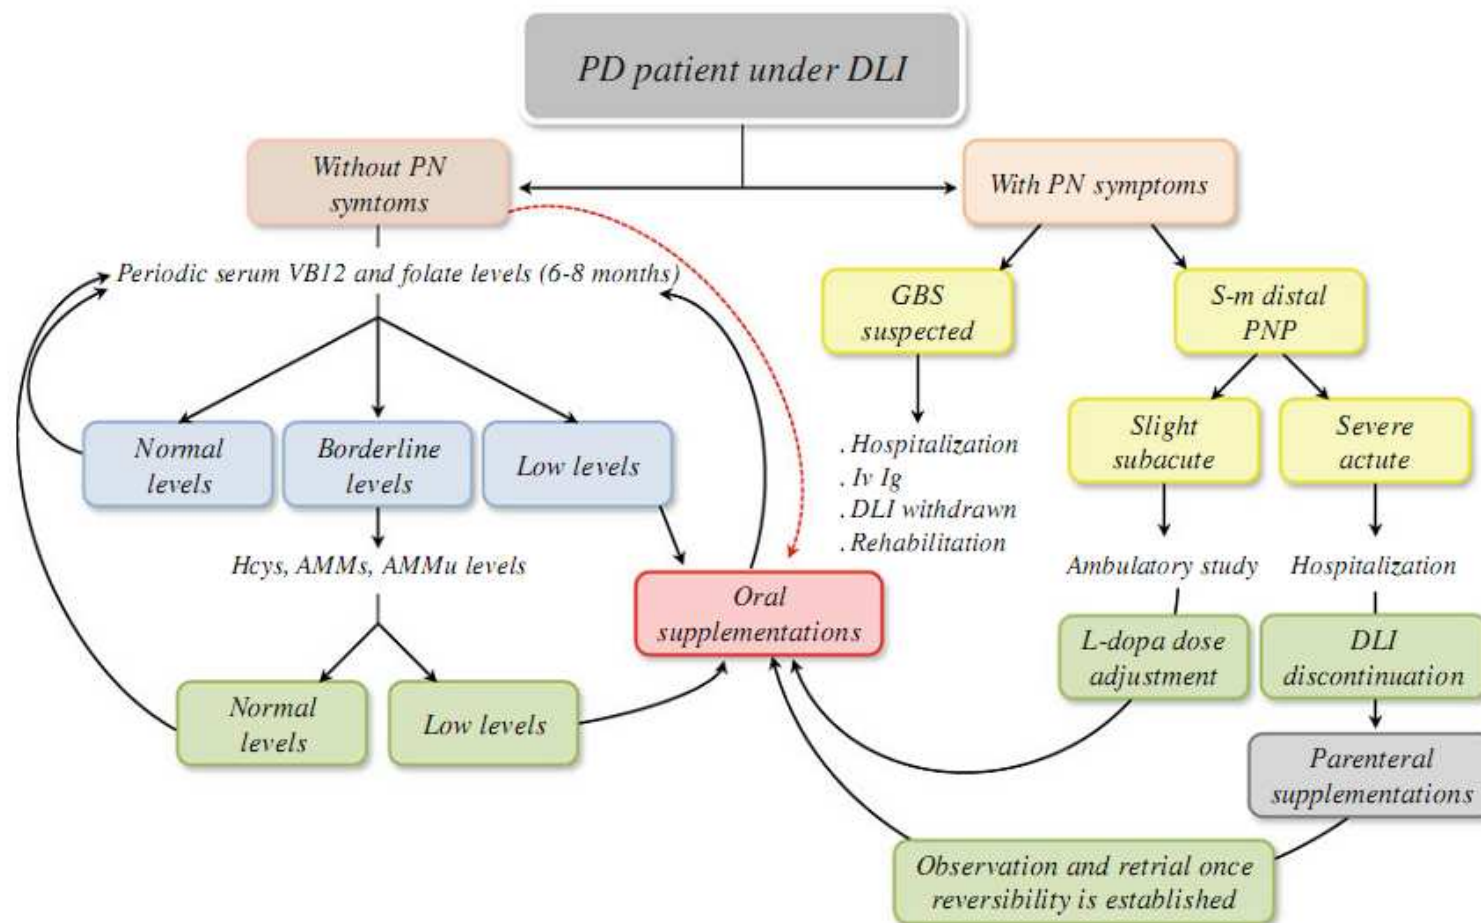 PD patient under DLI
Without PN
symtoms
With PN symptoms
Periodic serum VB12 and folate levels (6-8 months)
GBS
suspected
S-m distal
PNP
Normal
levels
Borderline
levels
Low levels
Slight
subacute
Severe
actute
. Hospitalization
. Iv Ig
. DLI withdrawn
. Rehabilitation
Hcys, AMMs, AMMu levels
Ambulatory study
Hospitalization
Oral
supplementations
L-dopa dose
adjustment
DLI
discontinuation
Normal
levels
Low levels
Parenteral
supplementations
Observation and retrial once
reversibility is established